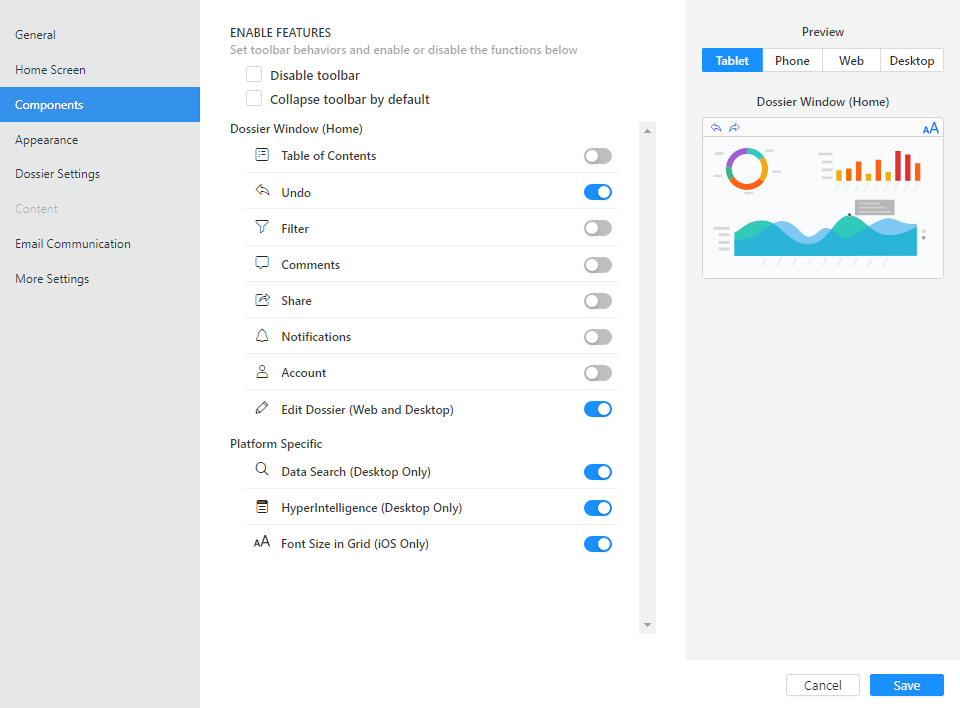 General
Home Screen
Components
Appearance
Dossier Settings
Content
Email Communication
More Settings
ENABLE FEATURES
Set toolbar behaviors and enable or disable the functions below
Disable toolbar
Collapse toolbar by default
Dossier Window (Home)
Table of Contents
Undo
Filter
Comments
Share
Notifications
Account
Edit Dossier (Web and Desktop)
Platform Specific
Data Search (Desktop Only)
HyperIntelligence (Desktop Only)
AA Font Size in Grid (iOS Only)
Preview
Tablet Phone Web Desktop
Dossier Window (Home)
AA
Cancel Save